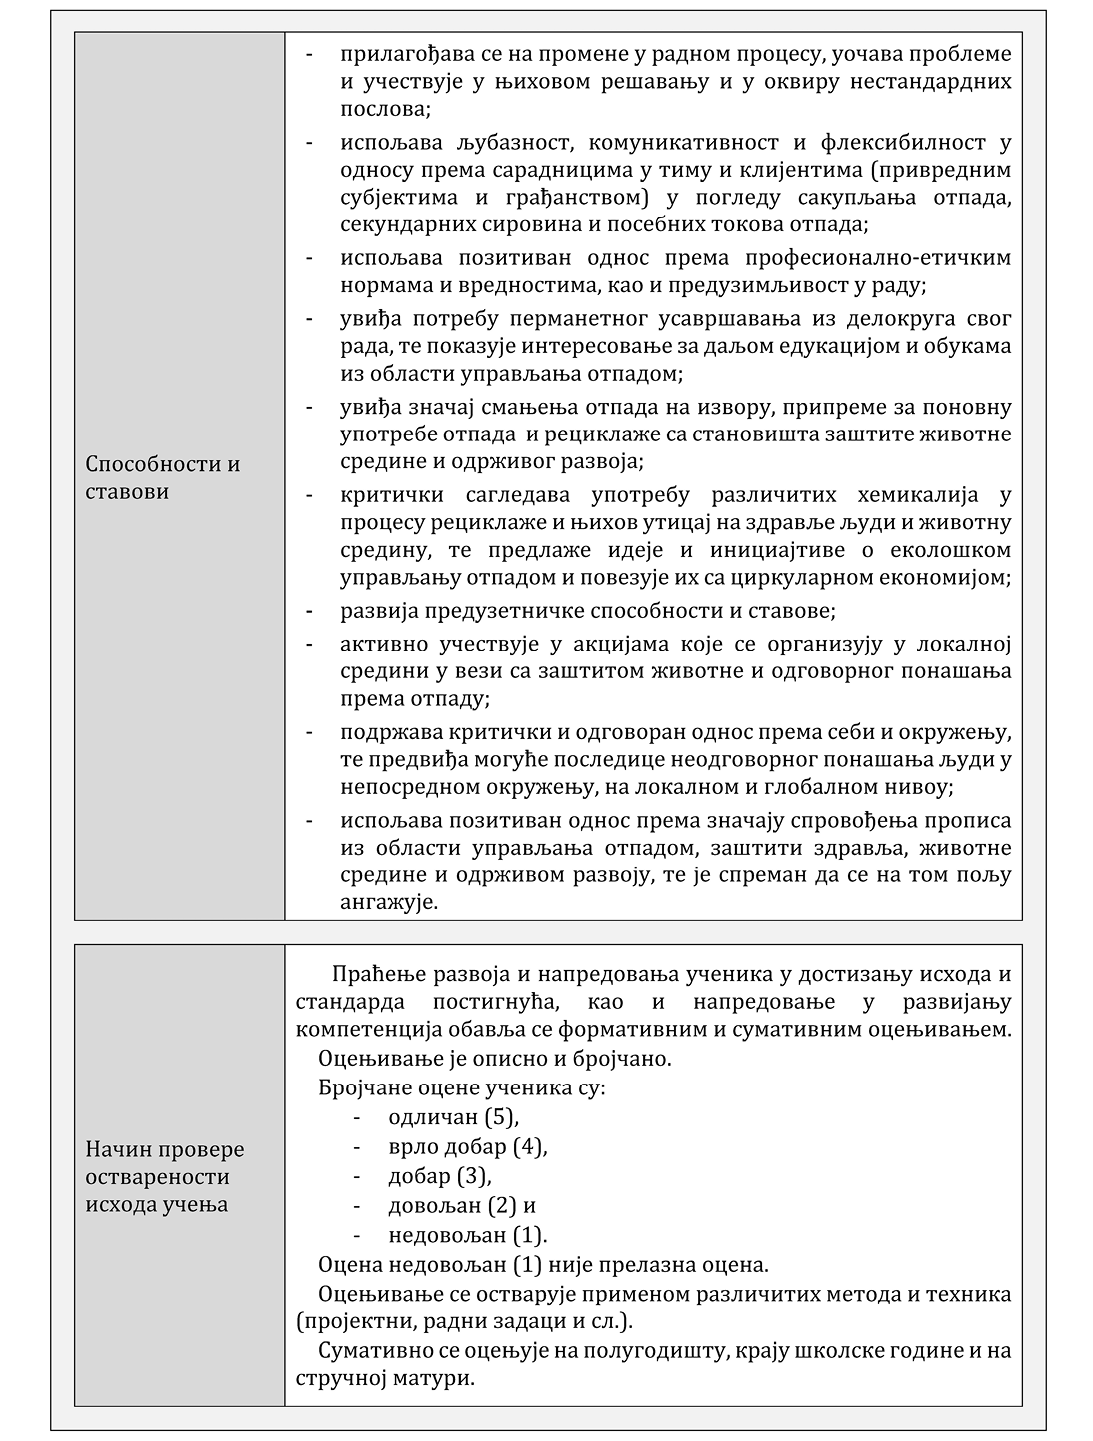 Способности и
ставови
- прилагођава се на промене у радном процесу, уочава проблеме
и учествује у њиховом решавању и у оквиру нестандардних
послова;
- испољава љубазност, комуникативност и флексибилност у
односу према сарадницима у тиму и клијентима (привредним
субјектима и грађанством) у погледу сакупљања отпада,
секундарних сировина и посебних токова отпада;
- испољава позитиван однос према професионално-етичким
нормама и вредностима, као и предузимљивост у раду;
- увиђа потребу перманетног усавршавања из делокруга свог
рада, те показује интересовање за даљом едукацијом и обукама
из области управљања отпадом;
- увиђа значај смањења отпада на извору, припреме за поновну
употребе отпада  и рециклаже са становишта заштите животне
средине и одрживог развоја;
- критички сагледава употребу различитих хемикалија у
процесу рециклаже и њихов утицај на здравље људи и животну
средину, те предлаже идеје и иницијатјве о еколошком
управљању отпадом и повезује их са циркуларном економијом;
- развија предузетничке способности и ставове;
- активно учествује у акцијама које се организују у локалној
средини у вези са заштитом животне и одговорног понашања
према отпаду;
- подржава критички и одговоран однос према себи и окружењу,
те предвиђа могуће последице неодговорног понашања људи у
непосредном окружењу, на локалном и глобалном нивоу;
- испољава позитиван однос према значају спровођења прописа
из области управљања отпадом, заштити здравља, животне
средине и одрживом развоју, те је спреман да се на том пољу
ангажује.
Начин провере
остварености
исхода учења
Праћење развоја и напредовања ученика у достизању исхода и
стандарда постигнућа, као и напредовање у развијању
компетенција обавља се формативним и сумативним оцењивањем.
Оцењивање је описно и бројчано.
Бројчане оцене ученика су:
- одличан (5),
- врло добар (4),
- добар (3),
- довољан (2) и
- недовољан (1).
Оцена недовољан (1) није прелазна оцена.
Оцењивање се остварује применом различитих метода и техника
(пројектни, радни задаци и сл.).
Сумативно се оцењује на полугодишту, крају школске године и на
стручној матури.